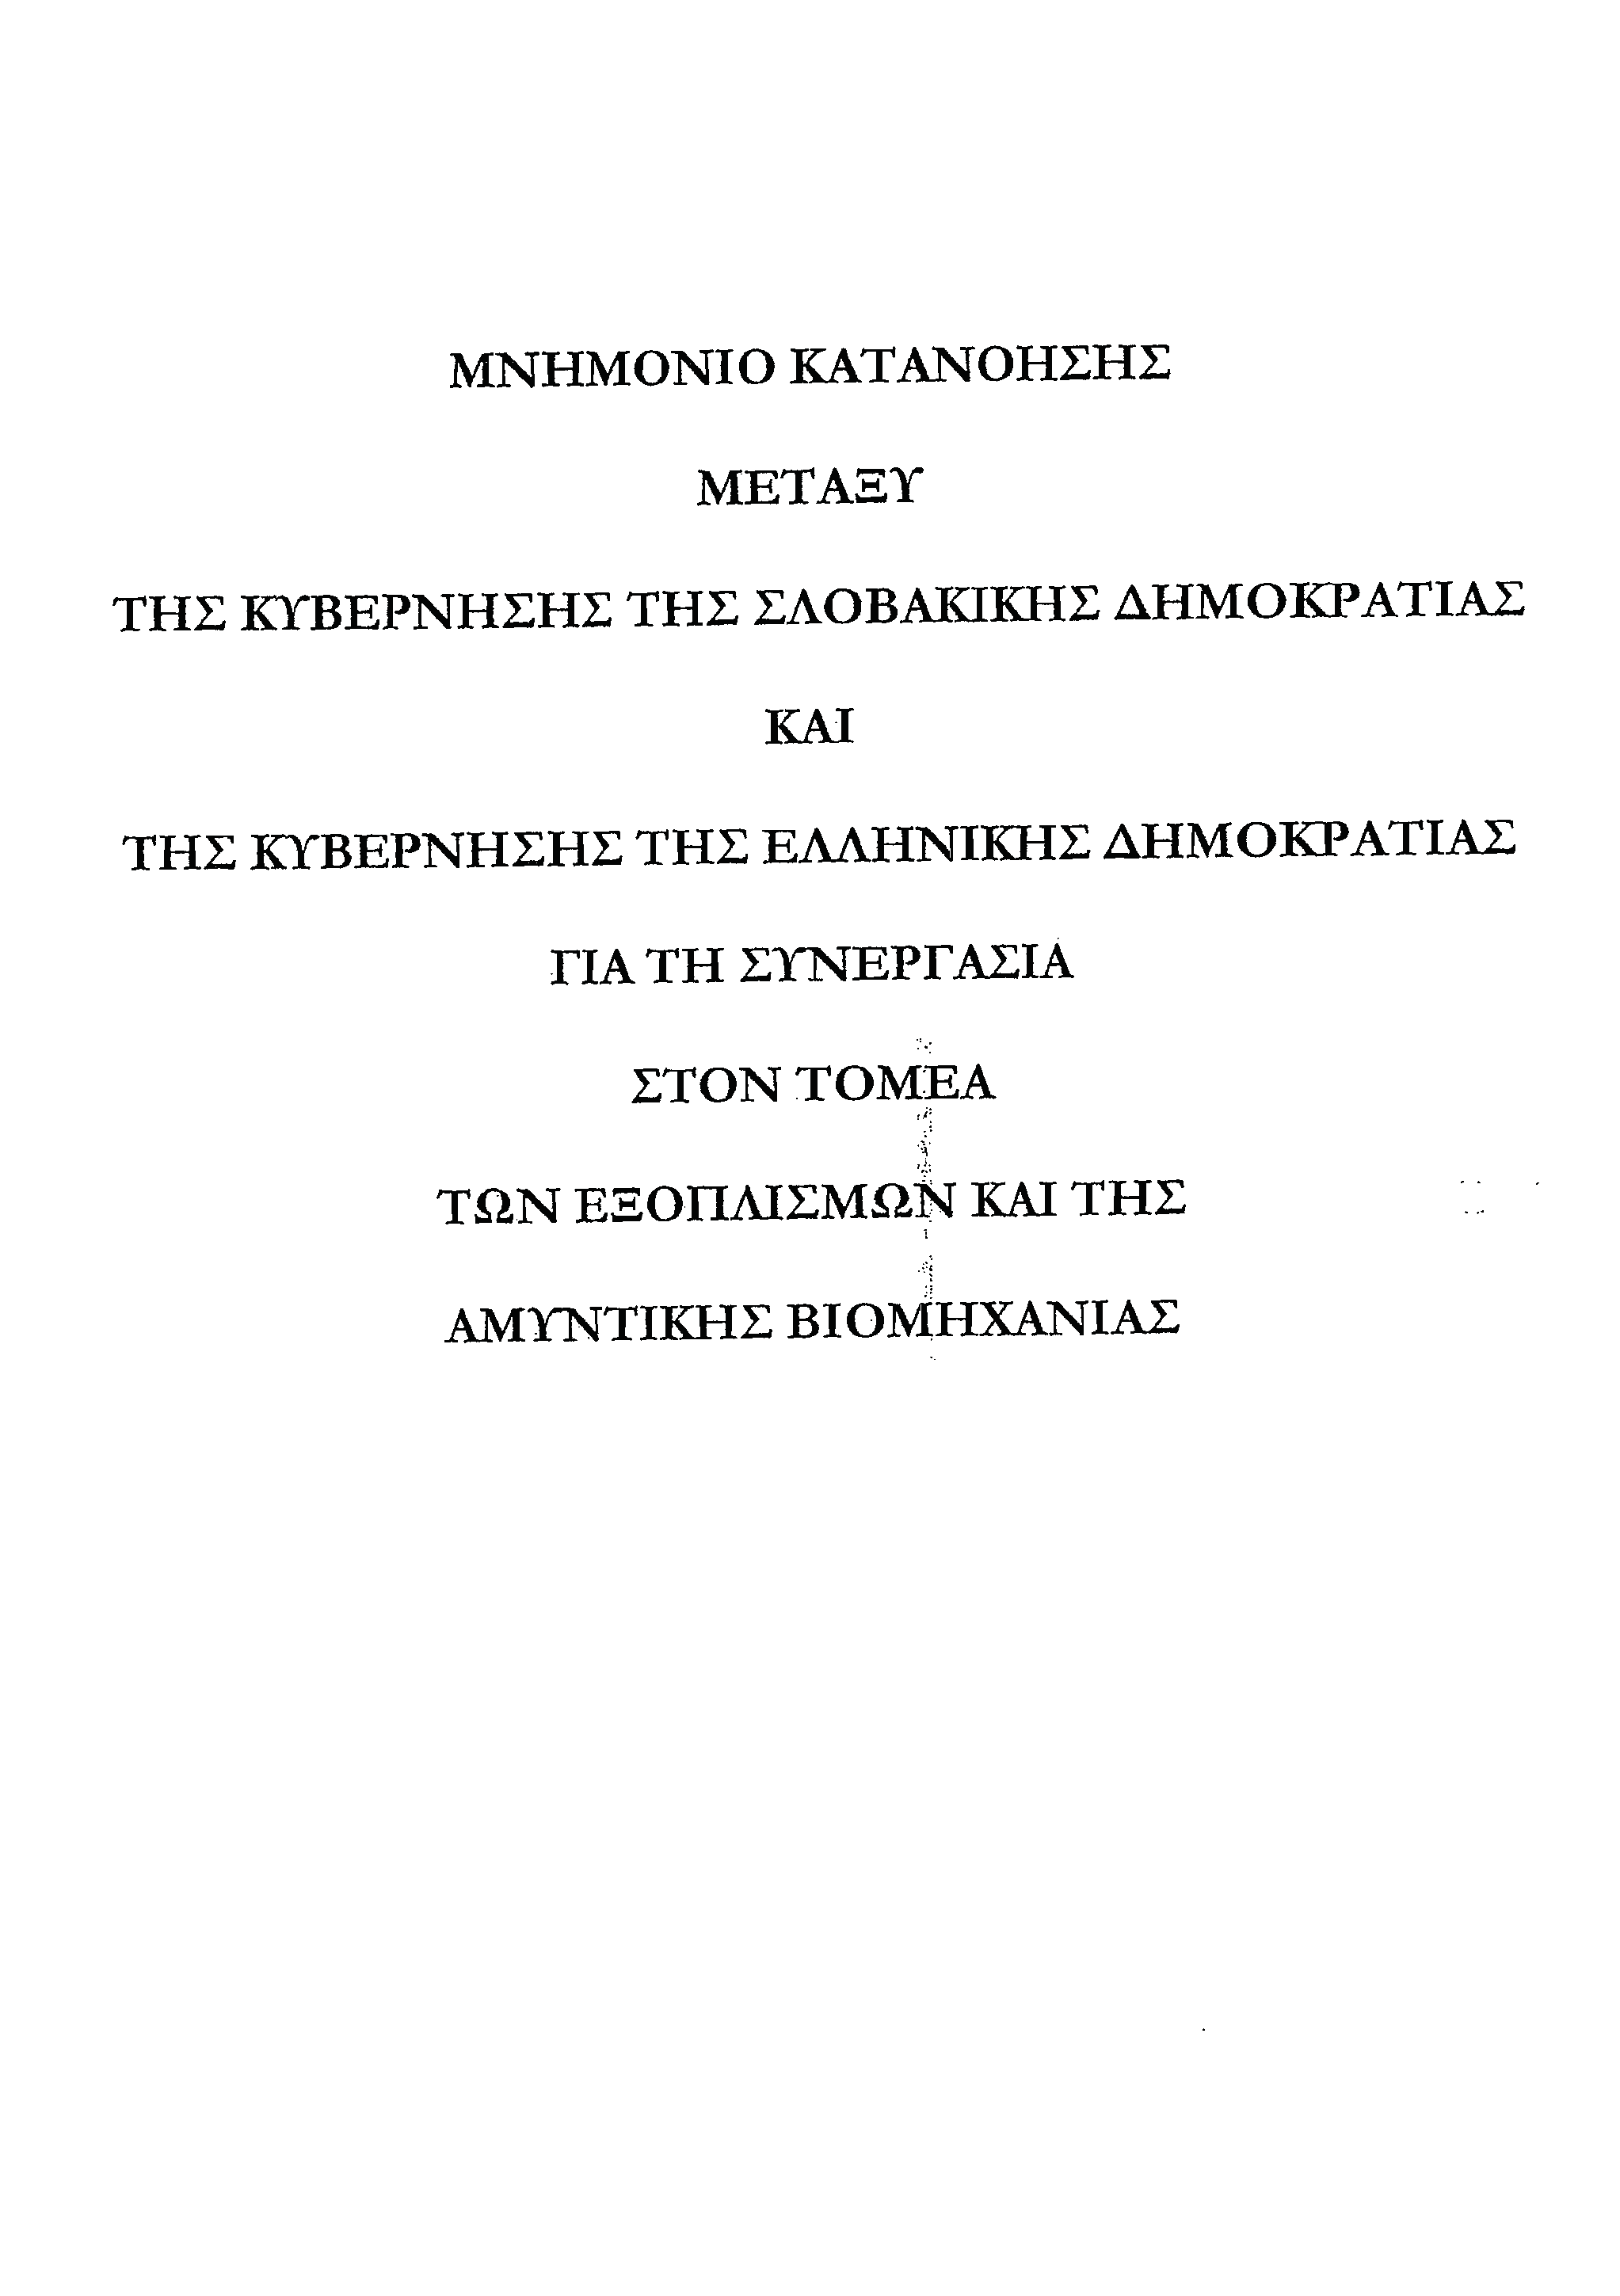 ΜΝΗΜΟΝΙΟ ΚΑΤΑΝΟΗΣΗΣ
ΜΕΤΑΞΥ
ΤΗΣ ΚΥΒΕΡΝΗΣΗΣ ΤΗΣ ΣΛΟΒΑΚΙΚΗΣ ΔΗΜΟΚΡΑΤΙΑΣ
ΚΑΙ
ΤΗΣ ΚΥΒΕΡΝΗΣΗΣ ΤΗΣ ΕΛΛΗΝΙΚΗΣ ΔΗΜΟΚΡΑΤΙΑΣ
ΓΙΑ ΤΗ ΣΥΝΕΡΓΑΣΙΑ
ΣΤΟΝ ΤΟΜΕΑ
ΤΩΝ ΕΞΟΠΛΙΣΜΩΝ ΚΑΙ ΤΗΣ
ΑΜΥΝΤΙΚΗΣ ΒΙΟΜΗΧΑΝΙΑΣ